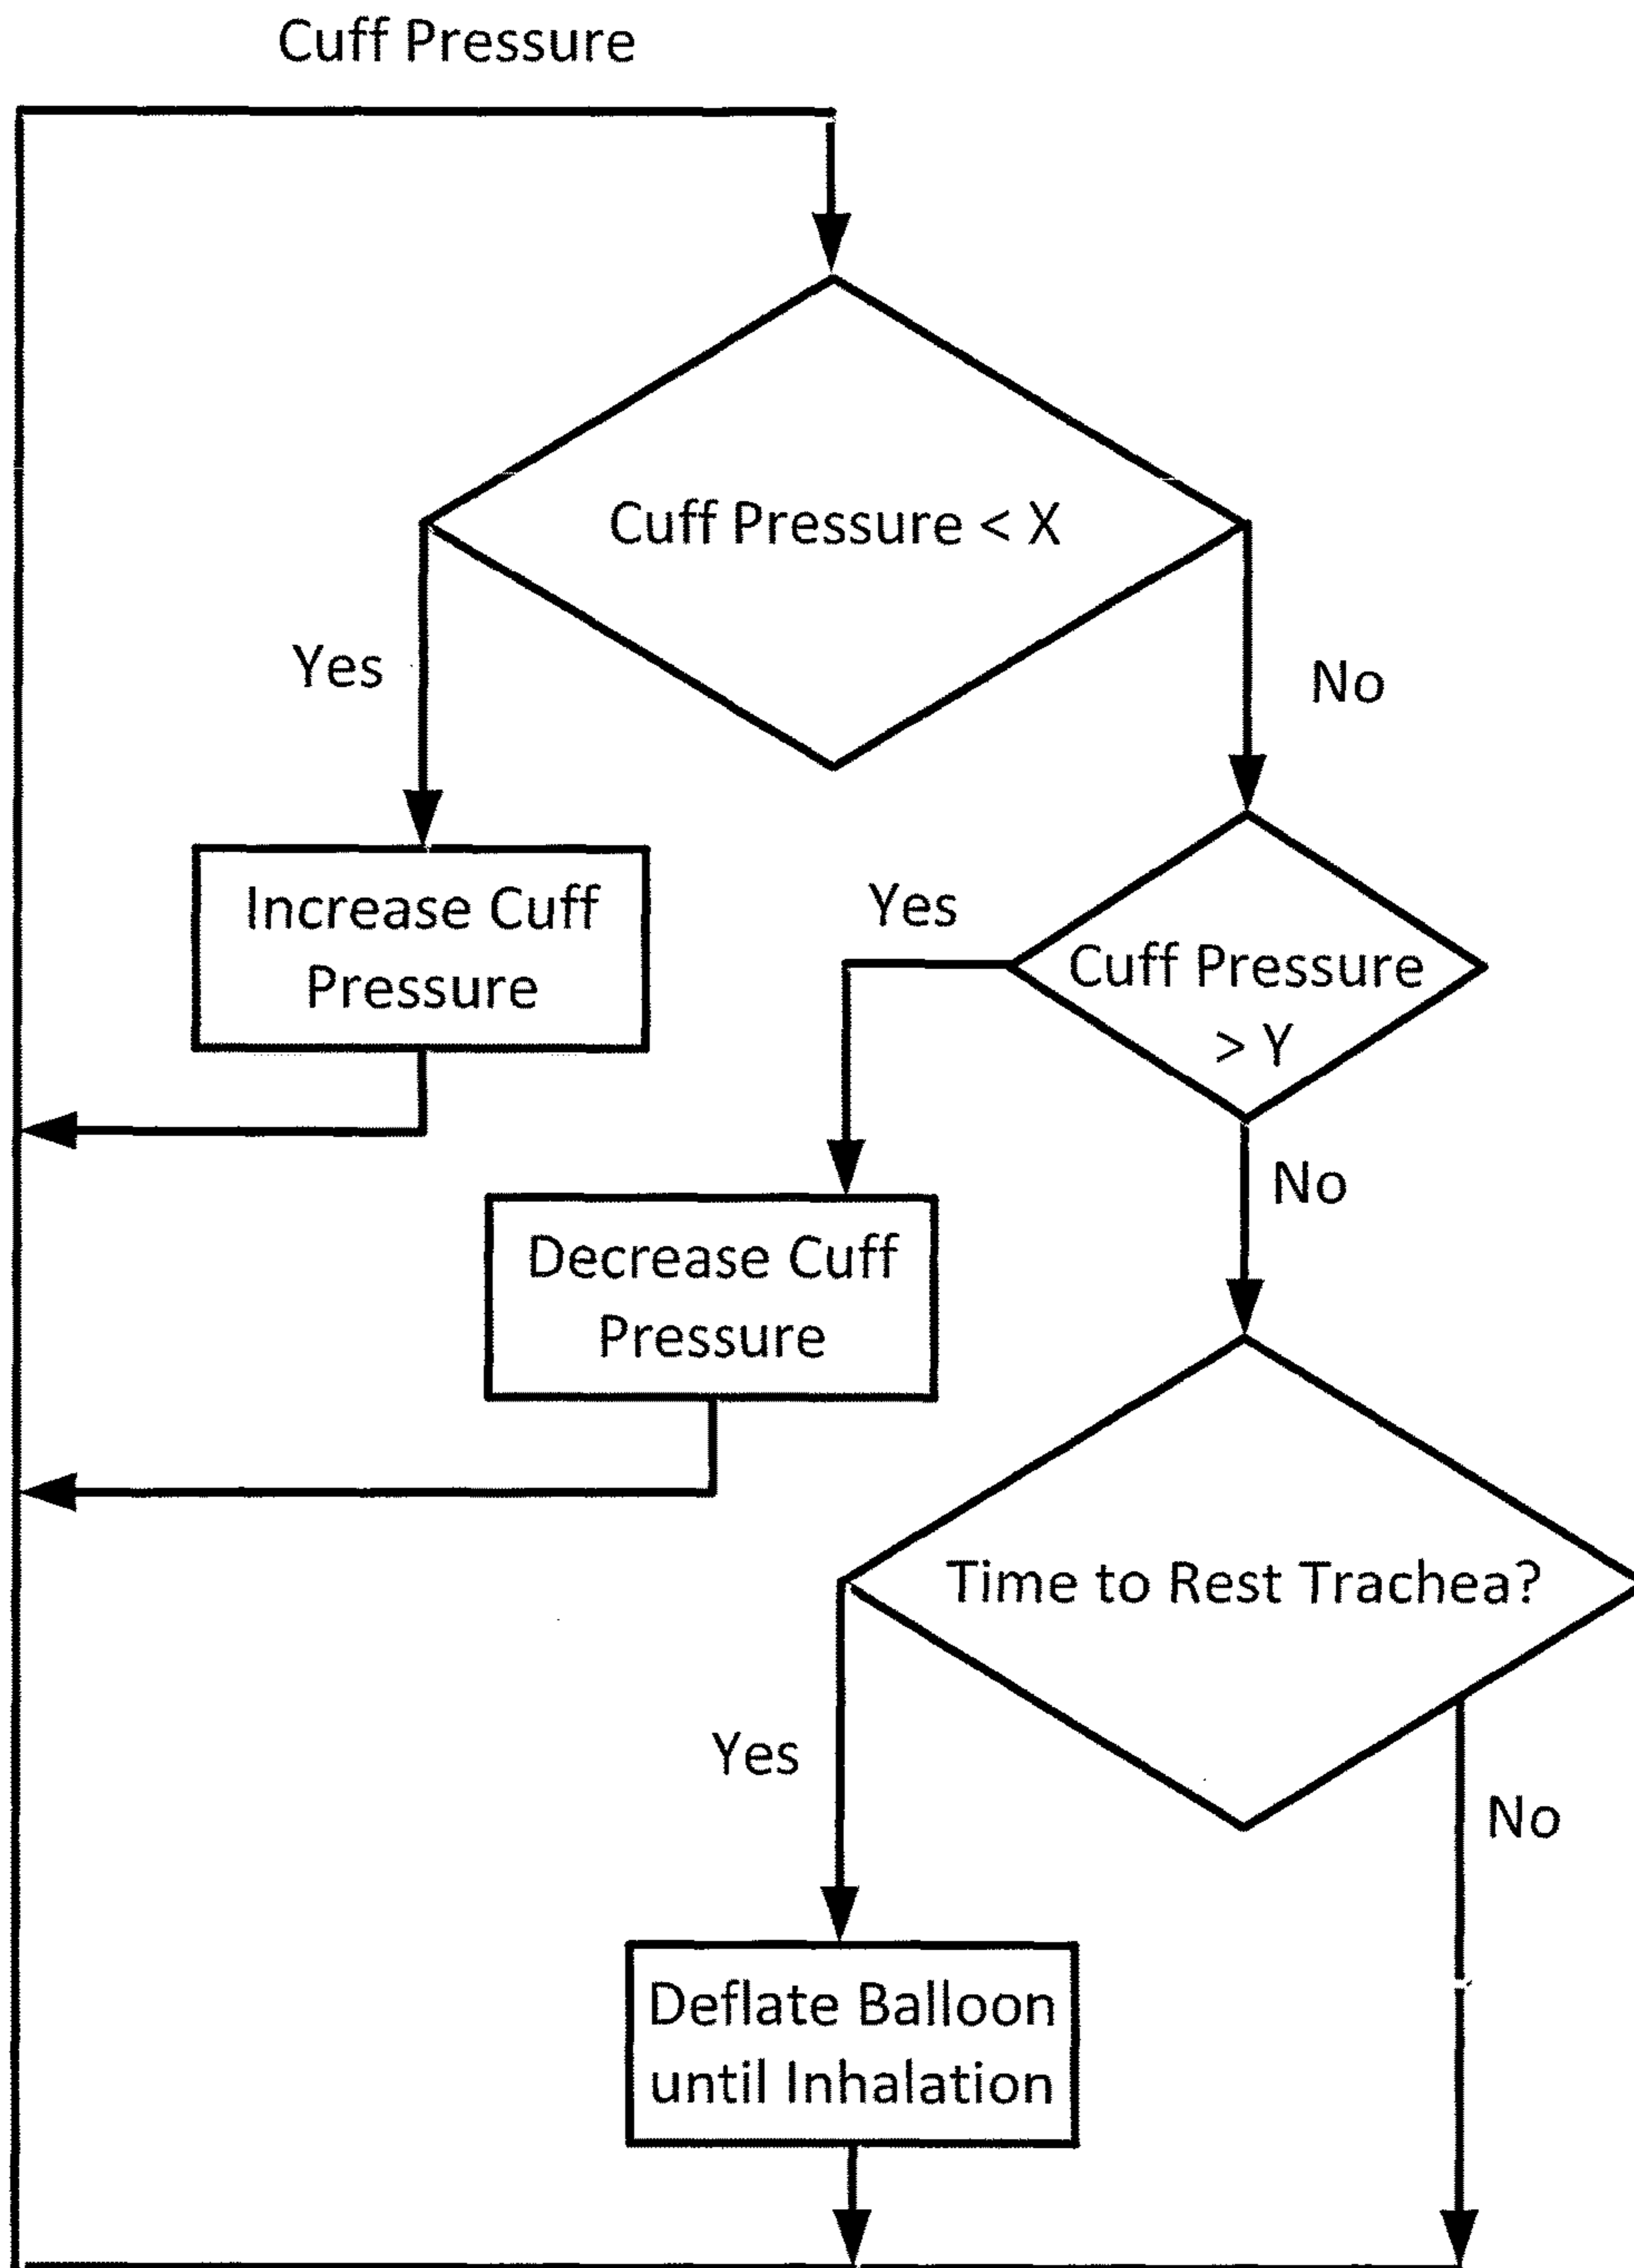 Cuff Pressure
Cuff Pressure < X
Yes
No
Increase Cuff
Pressure
Yes
Cuff Pressure
> Y
No
Decrease Cuff
Pressure
Time to Rest Trachea?
Yes
No
Deflate Balloon
until Inhalation